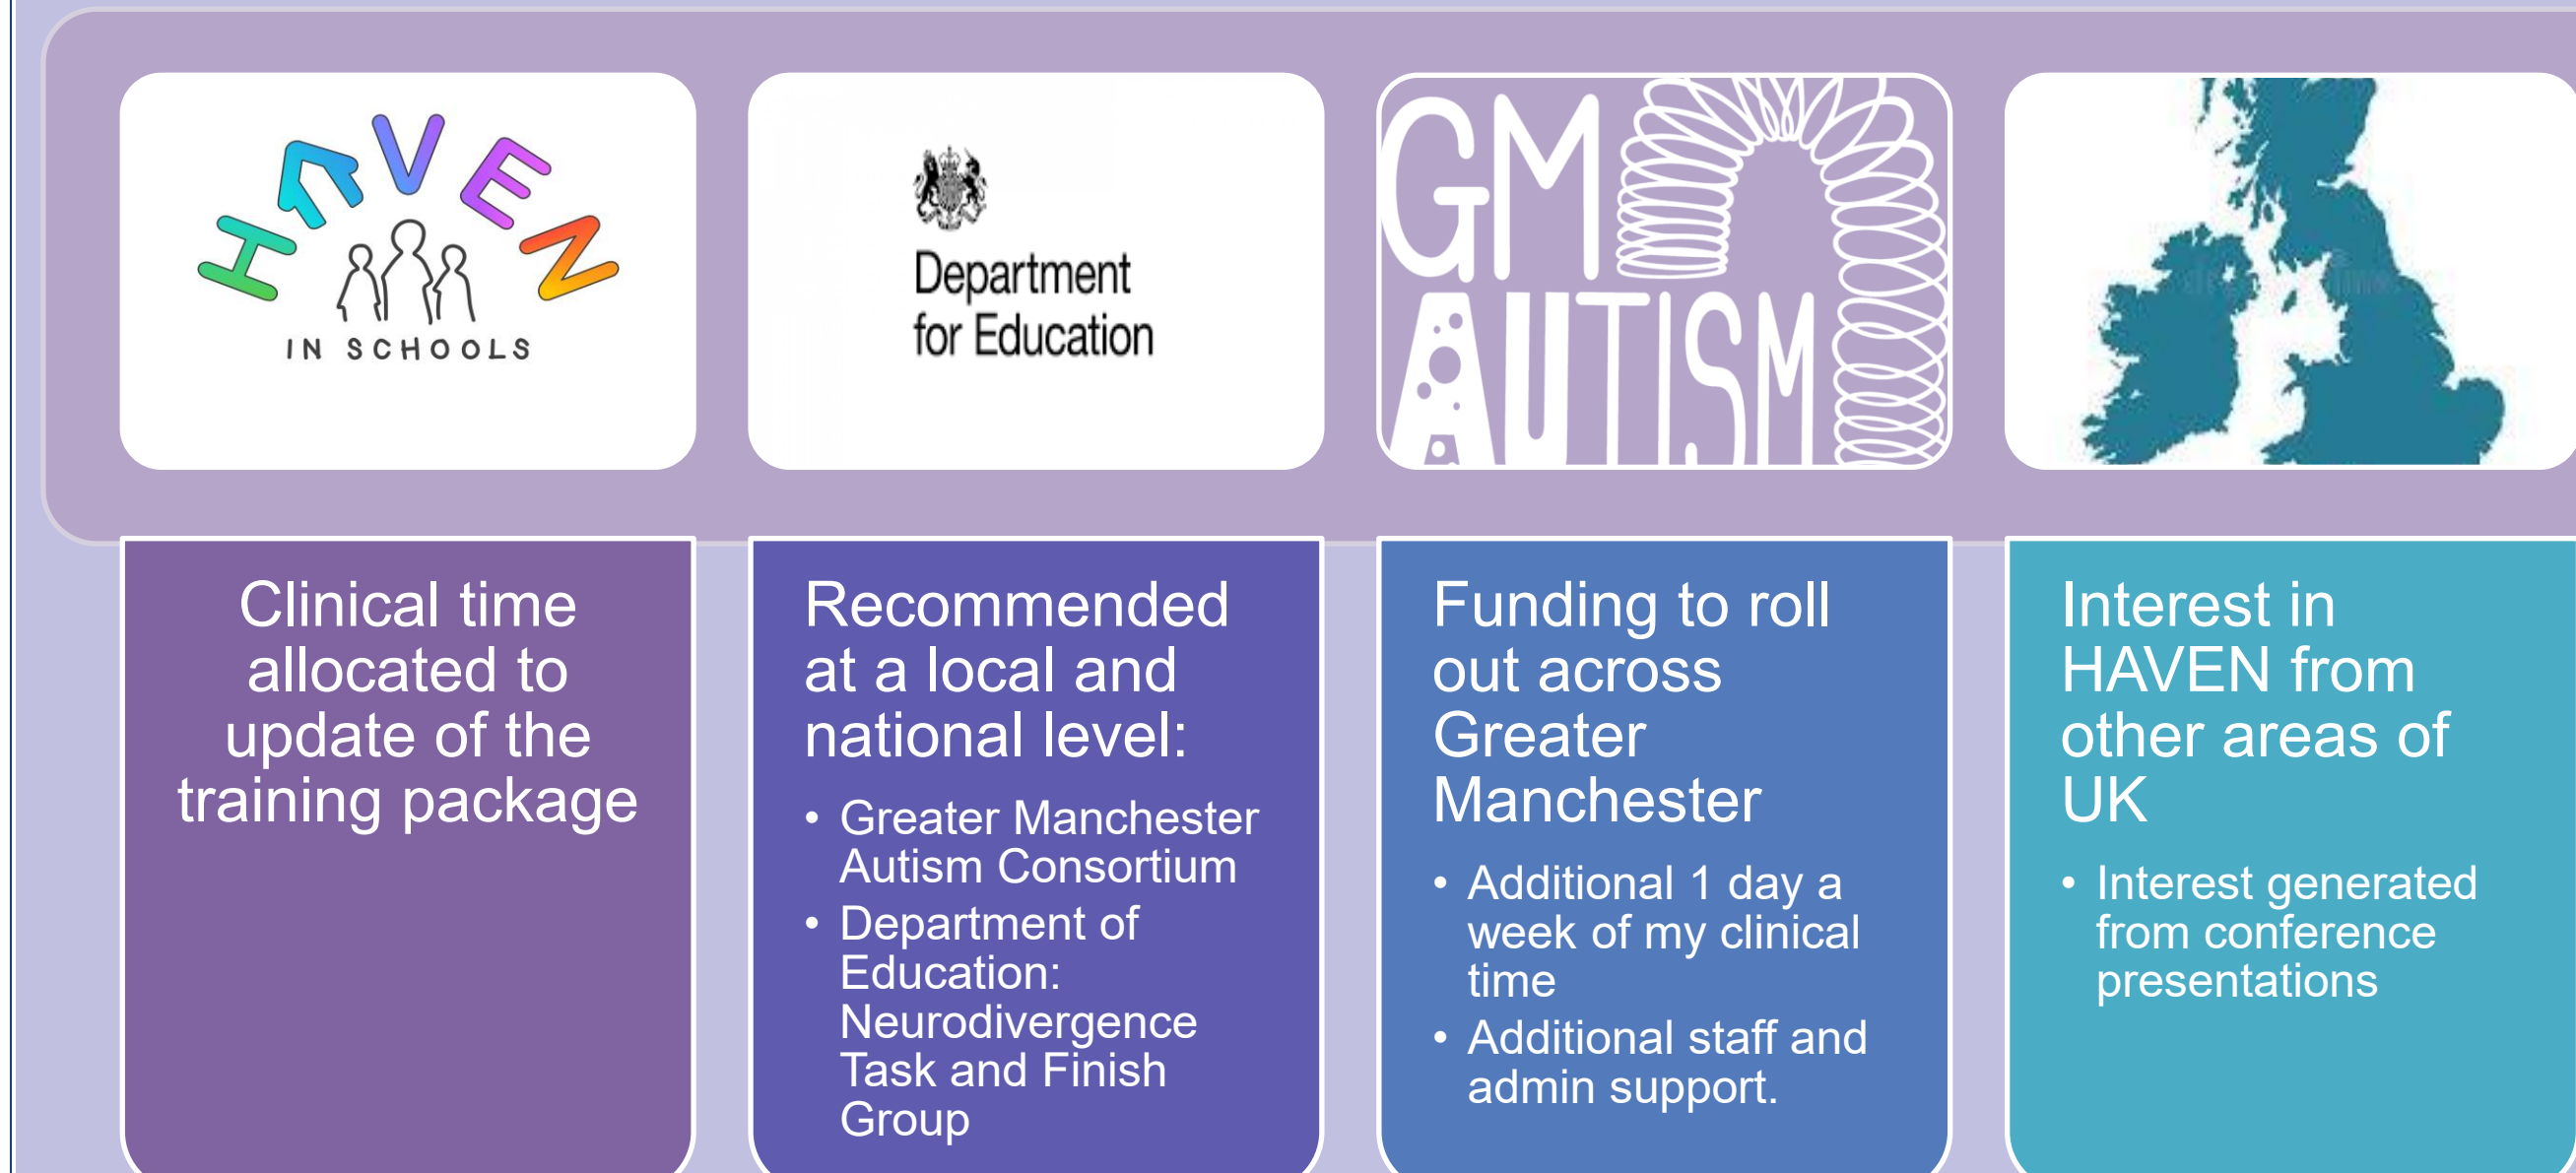 HAVEN
IN SCHOOLS
Department
for Education
GM
AUTISM
Clinical time
allocated to
update of the
training package
Recommended
at a local and
national level:
• Greater Manchester
Autism Consortium
• Department of
Education:
Neurodivergence
Task and Finish
Group
Funding to roll
out across
Greater
Manchester
• Additional 1 day a
week of my clinical
time
• Additional staff and
admin support.
Interest in
HAVEN from
other areas of
UK
• Interest generated
from conference
presentations